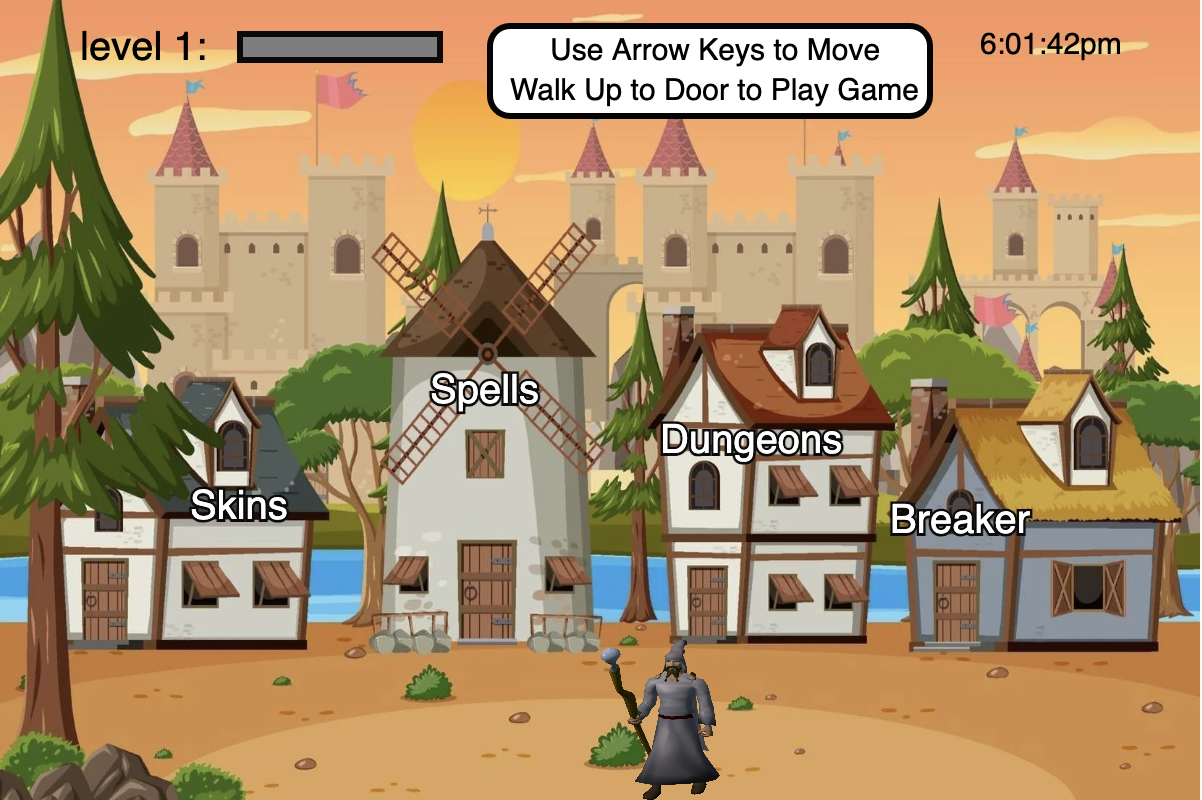 level 1:
Use Arrow Keys to Move
Walk Up to Door to Play Game
6:01:42pm
Spells
Dungeons
Skins
Breaker